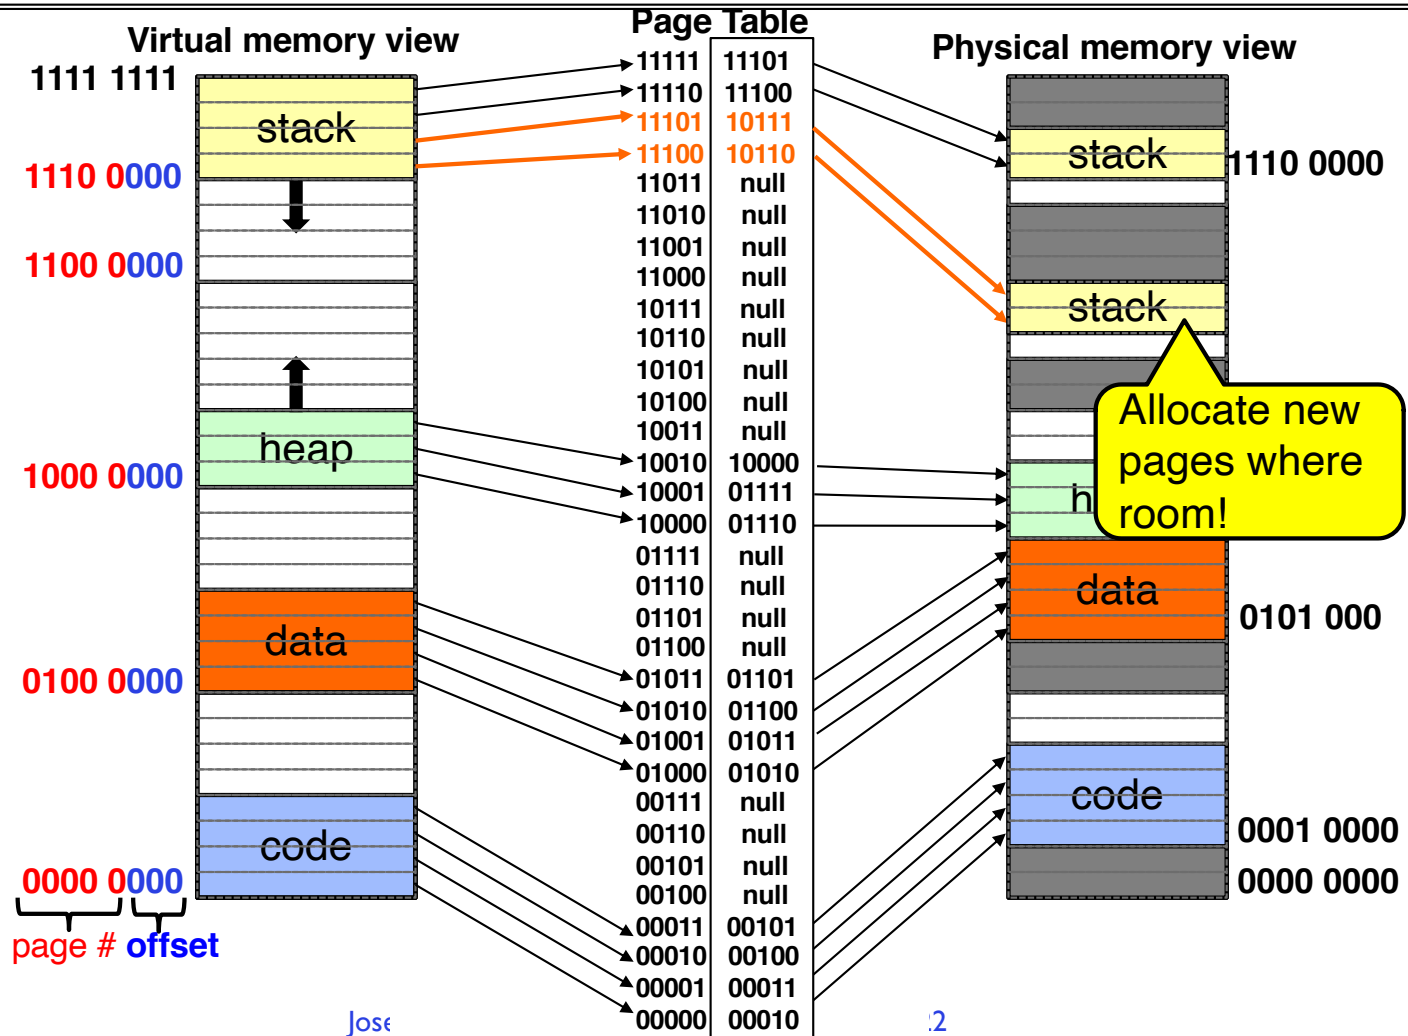 Page Table
Virtual memory view
Physical memory view
1111 1111
stack
1110 0000
1100 0000
heap
1000 0000
data
0100 0000
code
0000 0000
page # offset
11111 11101
11110 11100
11101 10111
11100 10110
11011 null
11010 null
11001 null
11000 null
10111 null
10110 null
10101 null
10100 null
10011 null
10010 10000
10001 01111
10000 01110
01111 null
01110 null
01101 null
01100 null
01011 01101
01010 01100
01001 01011
01000 01010
00111 null
00110 null
00101 null
00100 null
00011 00101
00010 00100
00001 00011
00000 00010
stack
1110 0000
stack
Allocate new
pages where
room!
data
0101 000
code
0001 0000
0000 0000